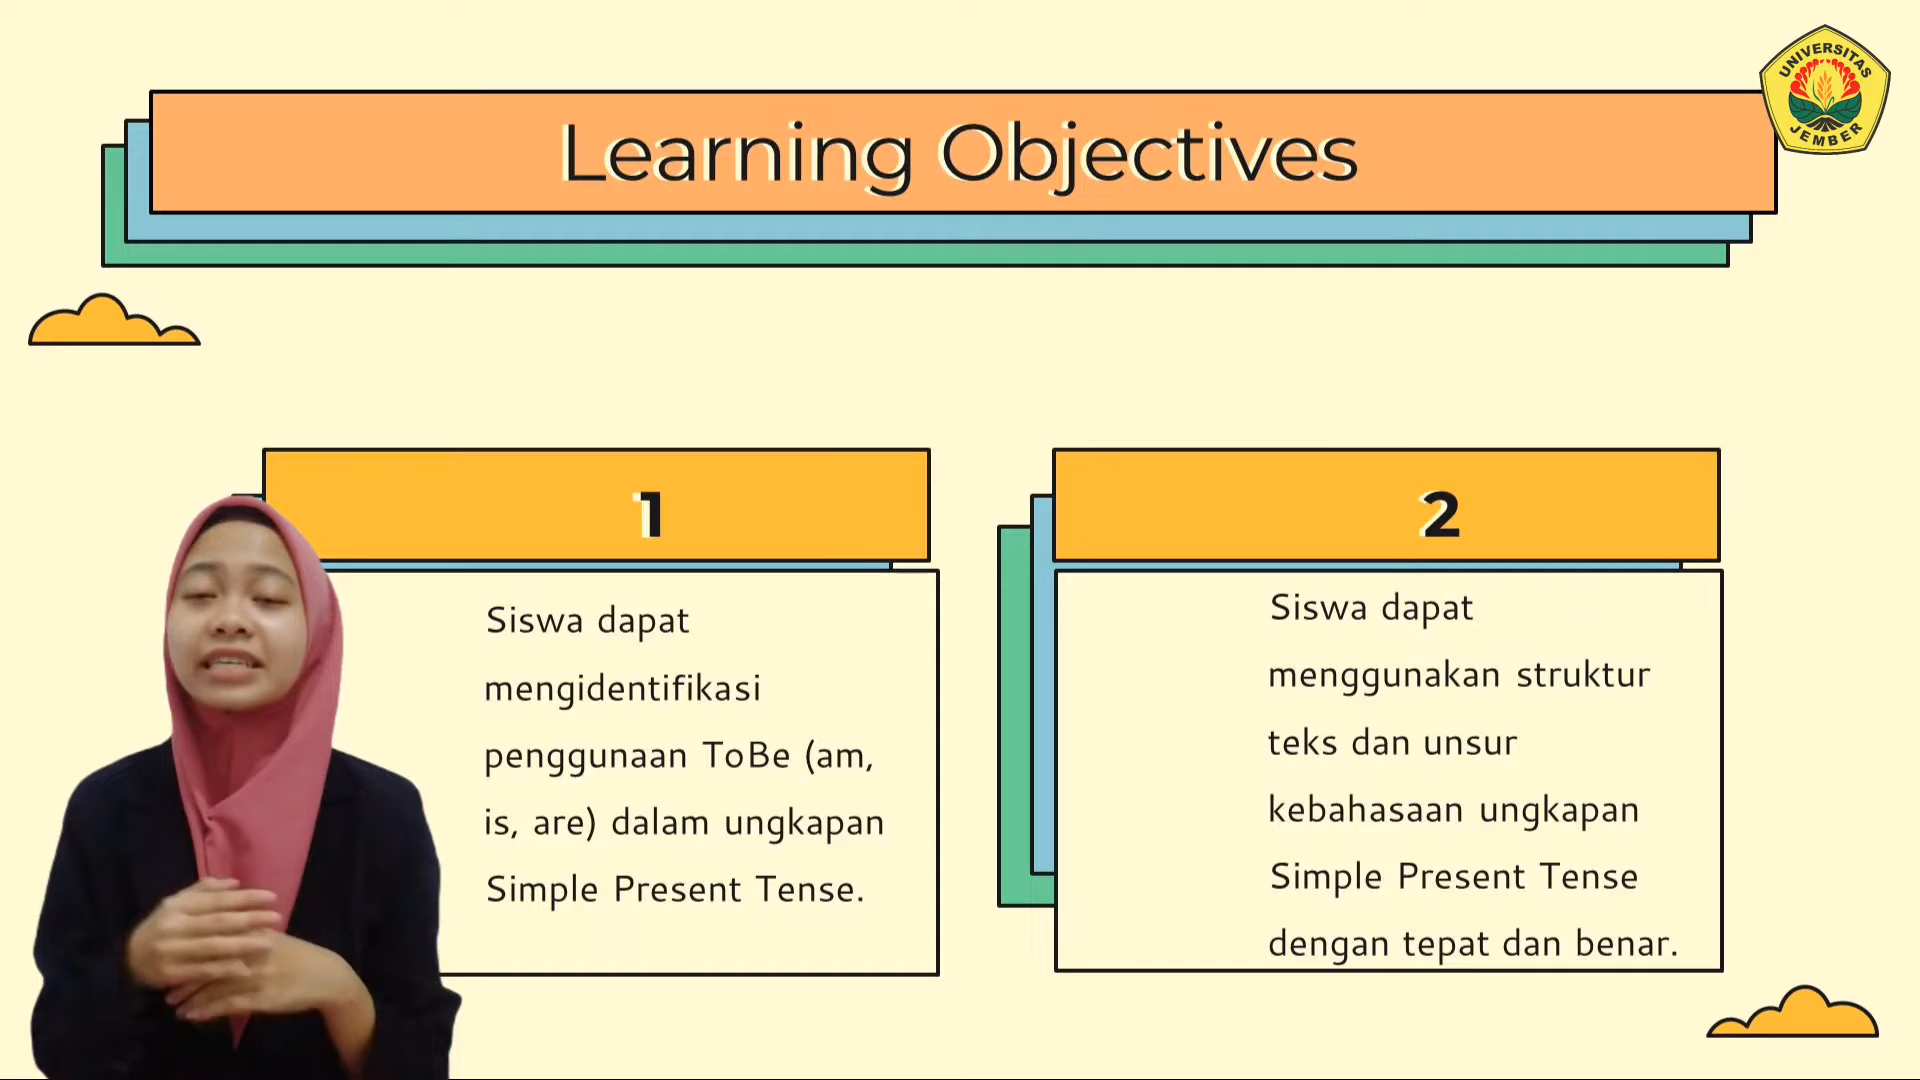 UNIVERSITAS
JEMBER
Learning Objectives
1
Siswa dapat
mengidentifikasi
penggunaan ToBe (am,
is, are) dalam ungkapan
Simple Present Tense.
2
Siswa dapat
menggunakan struktur
teks dan unsur
kebahasaan ungkapan
Simple Present Tense
dengan tepat dan benar.